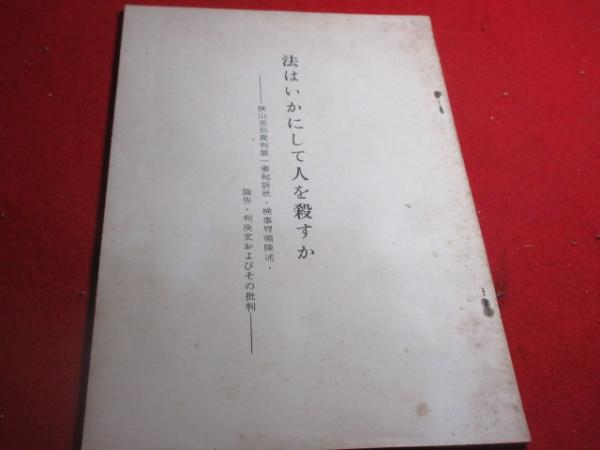 法はいかにして人を殺すか
――狭山差別裁判第一審起訴状・検事冒頭陳述・
論告・判決文およびその批判――